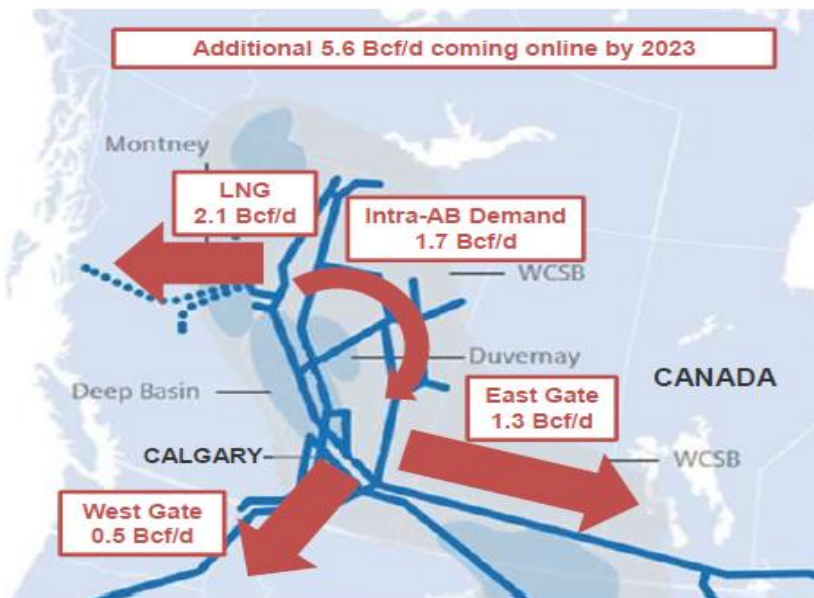 Additional 5.6 Bcf/d coming online by 2023
Montney
LNG
2.1 Bcf/d
Intra-AB Demand
1.7 Bcf/d
WCSB
Duvernay
Deep Basin
CANADA
East Gate
1.3 Bcf/d
CALGARY
WCSB
West Gate
0.5 Bcf/d